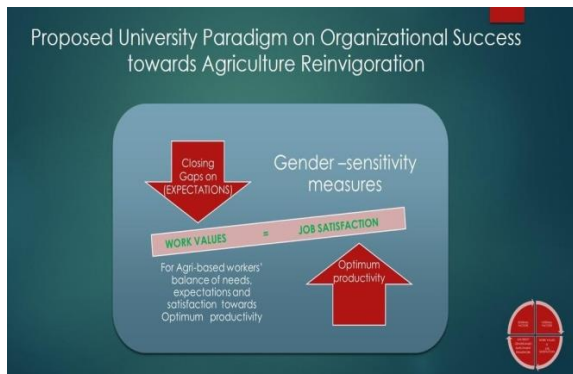 Proposed University Paradigm on Organizational Success
towards Agriculture Reinvigoration
Closing
Gaps on
(EXPECTATIONS)
Gender –sensitivity
measures
WORK VALUES = JOB SATISFACTION
For Agri-based workers'
balance of needs,
expectations and
satisfaction towards
Optimum productivity
Optimum
productivity